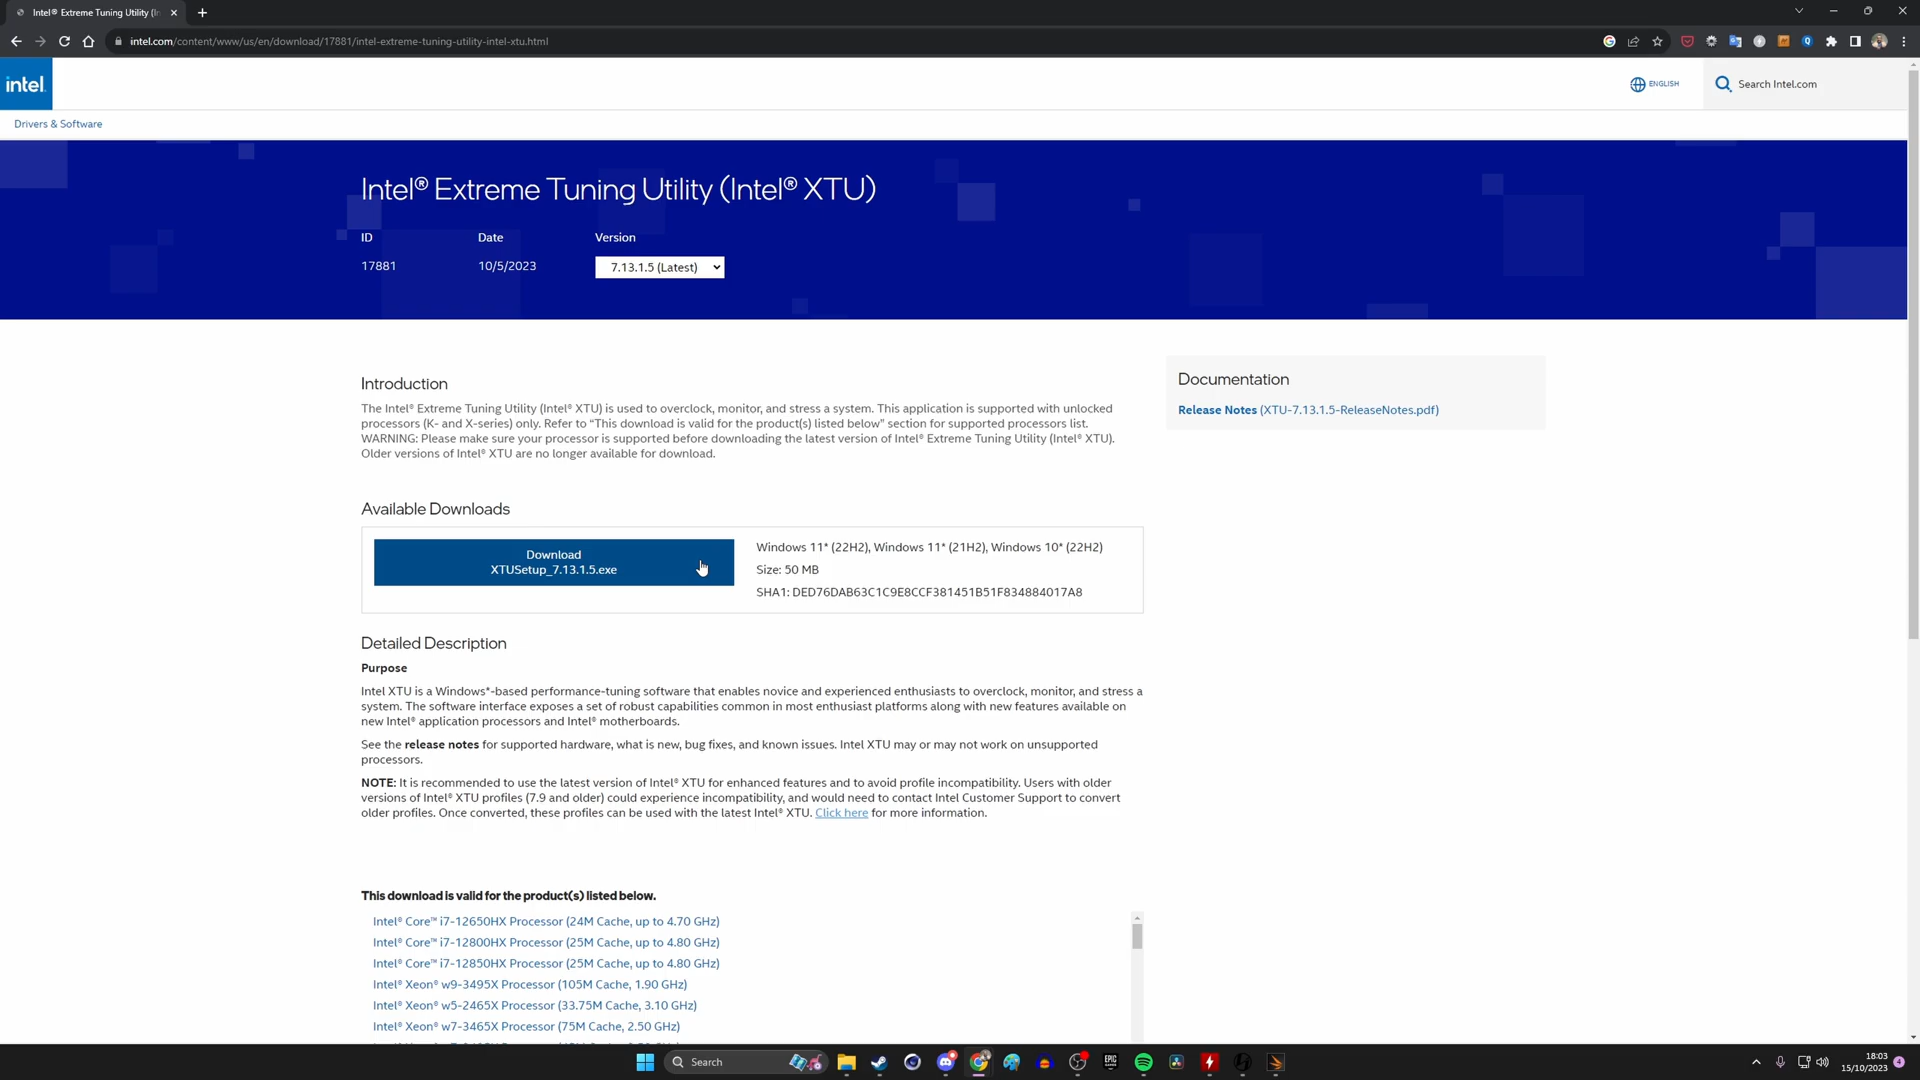 Intel® Extreme Tuning Utility (In
intel.com/content/www/us/en/download/17881/intel-extreme-tuning-utility-intel-xtu.html
intel.
ENGLISH
Search Intel.com
Drivers & Software
Intel® Extreme Tuning Utility (Intel® XTU)
ID
Date
Version
17881
10/5/2023
7.13.1.5 (Latest)
Introduction
The Intel® Extreme Tuning Utility (Intel® XTU) is used to overclock, monitor, and stress a system. This application is supported with unlocked
processors (K- and X-series) only. Refer to “This download is valid for the product(s) listed below” section for supported processors list.
WARNING: Please make sure your processor is supported before downloading the latest version of Intel® Extreme Tuning Utility (Intel® XTU).
Older versions of Intel® XTU are no longer available for download.
Documentation
Release Notes (XTU-7.13.1.5-ReleaseNotes.pdf)
Available Downloads
Download
XTUSetup_7.13.1.5.exe
Windows 11* (22H2), Windows 11* (21H2), Windows 10* (22H2)
Size: 50 MB
SHA1: DED76DAB63C1C9E8CCF381451B51F834884017A8
Detailed Description
Purpose
Intel XTU is a Windows*-based performance-tuning software that enables novice and experienced enthusiasts to overclock, monitor, and stress a
system. The software interface exposes a set of robust capabilities common in most enthusiast platforms along with new features available on
new Intel® application processors and Intel® motherboards.
See the release notes for supported hardware, what is new, bug fixes, and known issues. Intel XTU may or may not work on unsupported
processors.
NOTE: It is recommended to use the latest version of Intel® XTU for enhanced features and to avoid profile incompatibility. Users with older
versions of Intel® XTU profiles (7.9 and older) could experience incompatibility, and would need to contact Intel Customer Support to convert
older profiles. Once converted, these profiles can be used with the latest Intel® XTU. Click here for more information.
This download is valid for the product(s) listed below.
Intel® Core™ i7-12650HX Processor (24M Cache, up to 4.70 GHz)
Intel® Core™ i7-12800HX Processor (25M Cache, up to 4.80 GHz)
Intel® Core™ i7-12850HX Processor (25M Cache, up to 4.80 GHz)
Intel® Xeon® w9-3495X Processor (105M Cache, 1.90 GHz)
Intel® Xeon® w5-2465X Processor (33.75M Cache, 3.10 GHz)
Intel® Xeon® w7-3465X Processor (75M Cache, 2.50 GHz)
Search
EPIC
18:03
15/10/2023
4